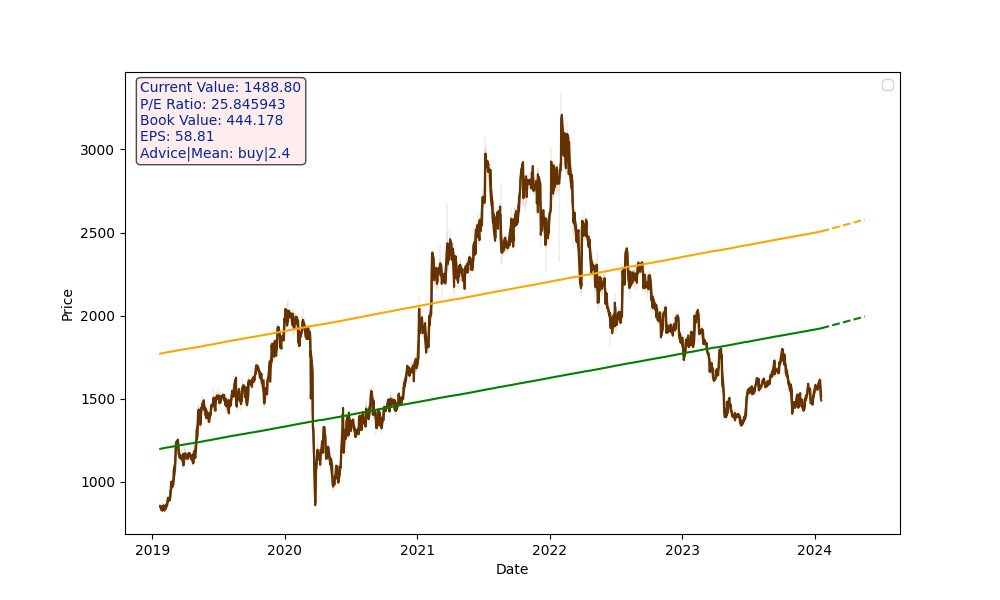 Current Value: 1488.80
P/E Ratio: 25.845943
Book Value: 444.178
EPS: 58.81
Advice|Mean: buy|2.4
3000
2500
2000
1500
1000
Price
2019 2020 2021 2022 2023 2024
Date